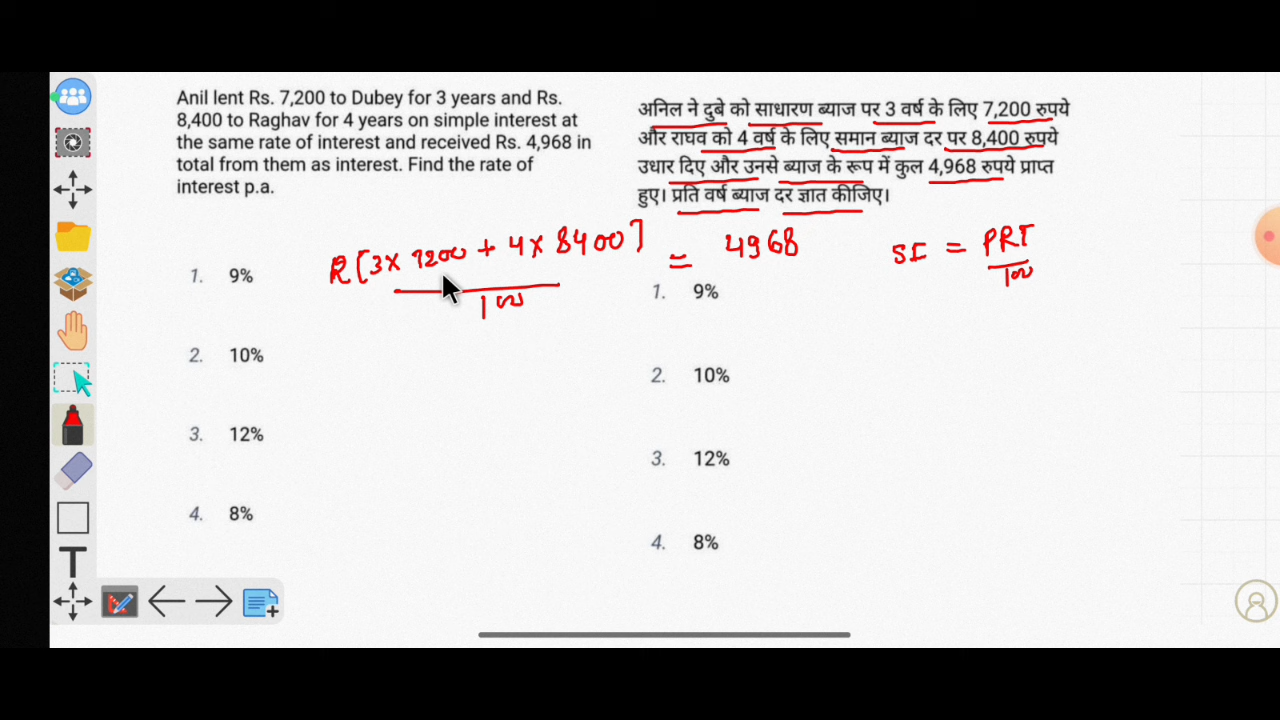 Anil lent Rs. 7,200 to Dubey for 3 years and Rs.
8,400 to Raghav for 4 years on simple interest at
the same rate of interest and received Rs. 4,968 in
total from them as interest. Find the rate of
interest p.a.
1. 9%
2. 10%
3. 12%
4. 8%
अनिल ने दुबे को साधारण ब्याज पर 3 वर्ष के लिए 7,200 रुपये
और राघव को 4 वर्ष के लिए समान ब्याज दर पर 8,400 रुपये
उधार दिए और उनसे ब्याज के रूप में कुल 4,968 रुपये प्राप्त
हुए। प्रति वर्ष ब्याज दर ज्ञात कीजिए।
R[3×7200 + 4×8400] = 4968
100
SI = PRT
100
1. 9%
2. 10%
3. 12%
4. 8%
T